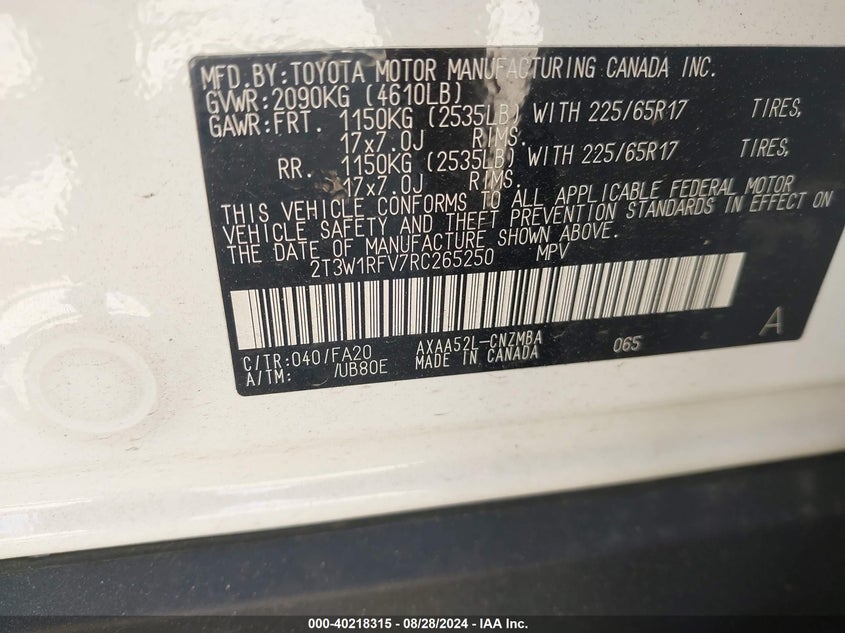 MFD.BY:TOYOTA MOTOR MANUFACTURING CANADA INC.
GVWR:2090KG (4610LB)
GAWR:FRT. 1150KG (2535LB) WITH 225/65R17 TIRES,
17x7.0J RIMS.
RR. 1150KG (2535LB) WITH 225/65R17 TIRES,
17x7.0J RIMS.
THIS VEHICLE CONFORMS TO ALL APPLICABLE FEDERAL MOTOR
VEHICLE SAFETY AND THEFT PREVENTION STANDARDS IN EFFECT ON
THE DATE OF MANUFACTURE SHOWN ABOVE.
2T3W1RFV7RC265250 MPV
C/TR:040/FA20 AXAA52L-CNZMBA 065 A
A/TM: /UB80E MADE IN CANADA
000-40218315 - 08/28/2024 - IAA Inc.